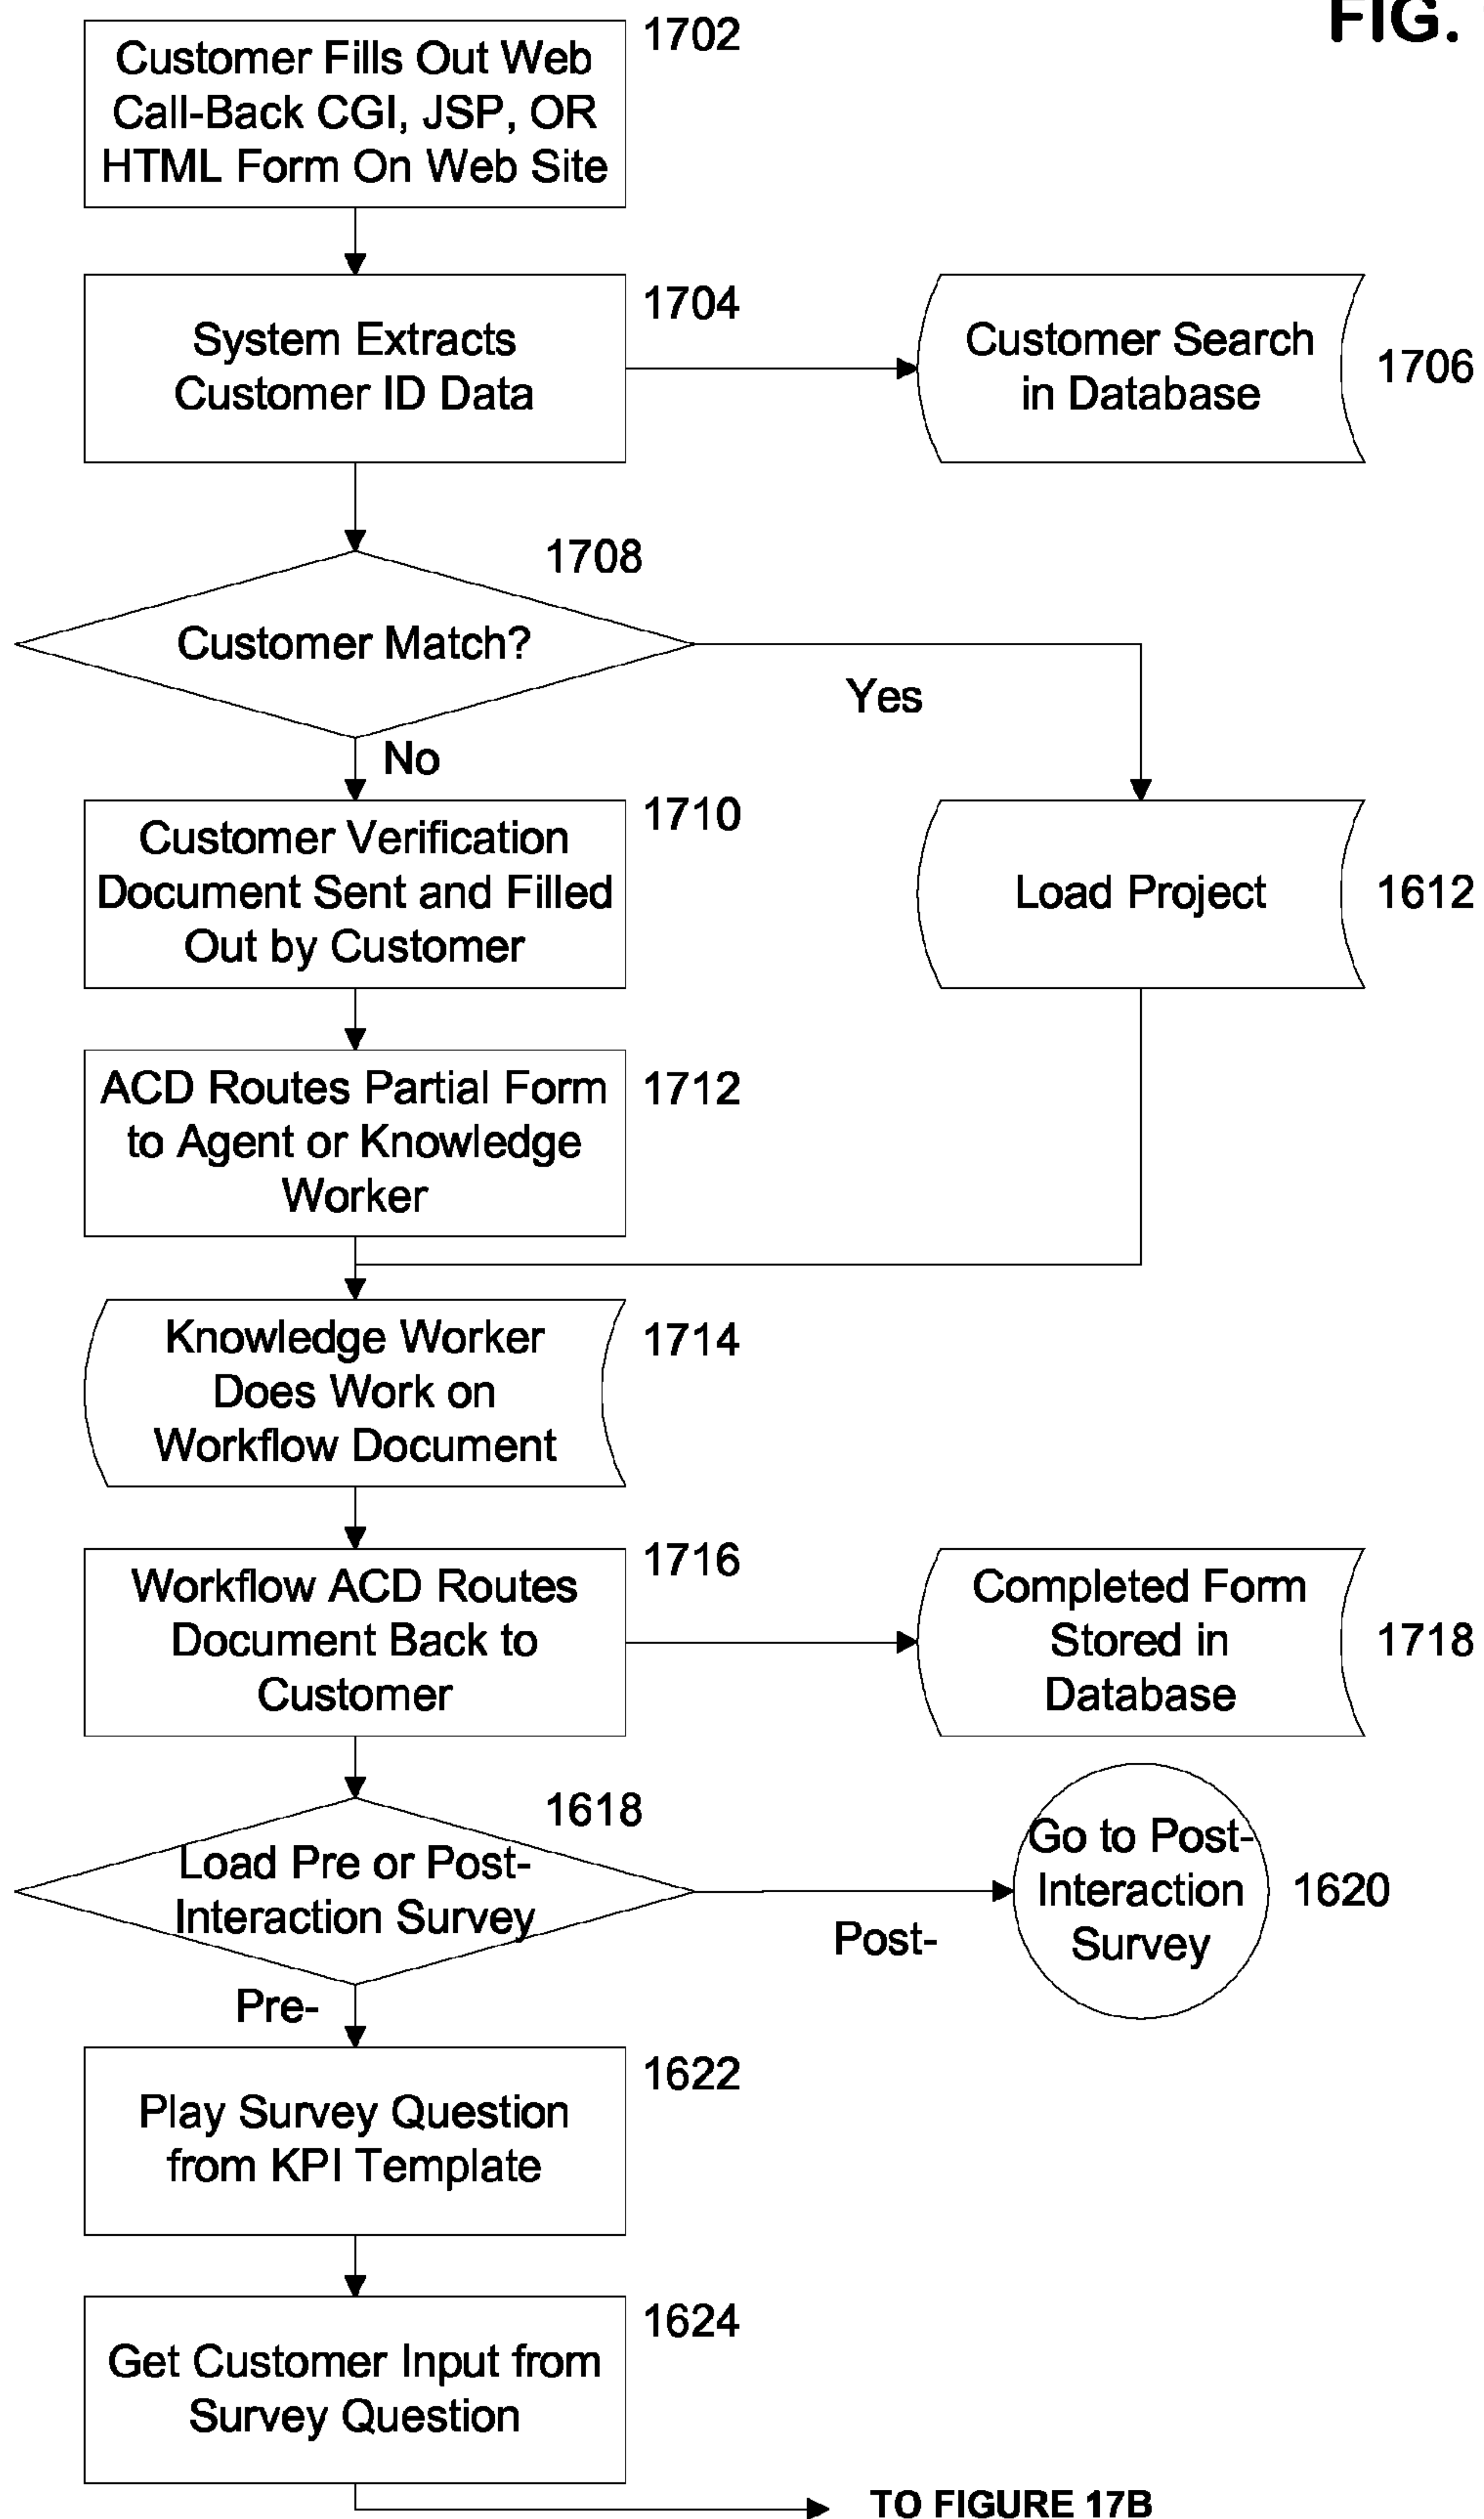 FIG.
1702
Customer Fills Out Web
Call-Back CGI, JSP, OR
HTML Form On Web Site
1704
System Extracts
Customer ID Data
Customer Search
in Database
1706
1708
Customer Match?
Yes
No
1710
Customer Verification
Document Sent and Filled
Out by Customer
Load Project
1612
ACD Routes Partial Form
to Agent or Knowledge
Worker
1712
Knowledge Worker
Does Work on
Workflow Document
1714
1716
Workflow ACD Routes
Document Back to
Customer
Completed Form
Stored in
Database
1718
1618
Load Pre or Post-
Interaction Survey
Post-
Go to Post-
Interaction
Survey
1620
Pre-
1622
Play Survey Question
from KPI Template
1624
Get Customer Input from
Survey Question
TO FIGURE 17B